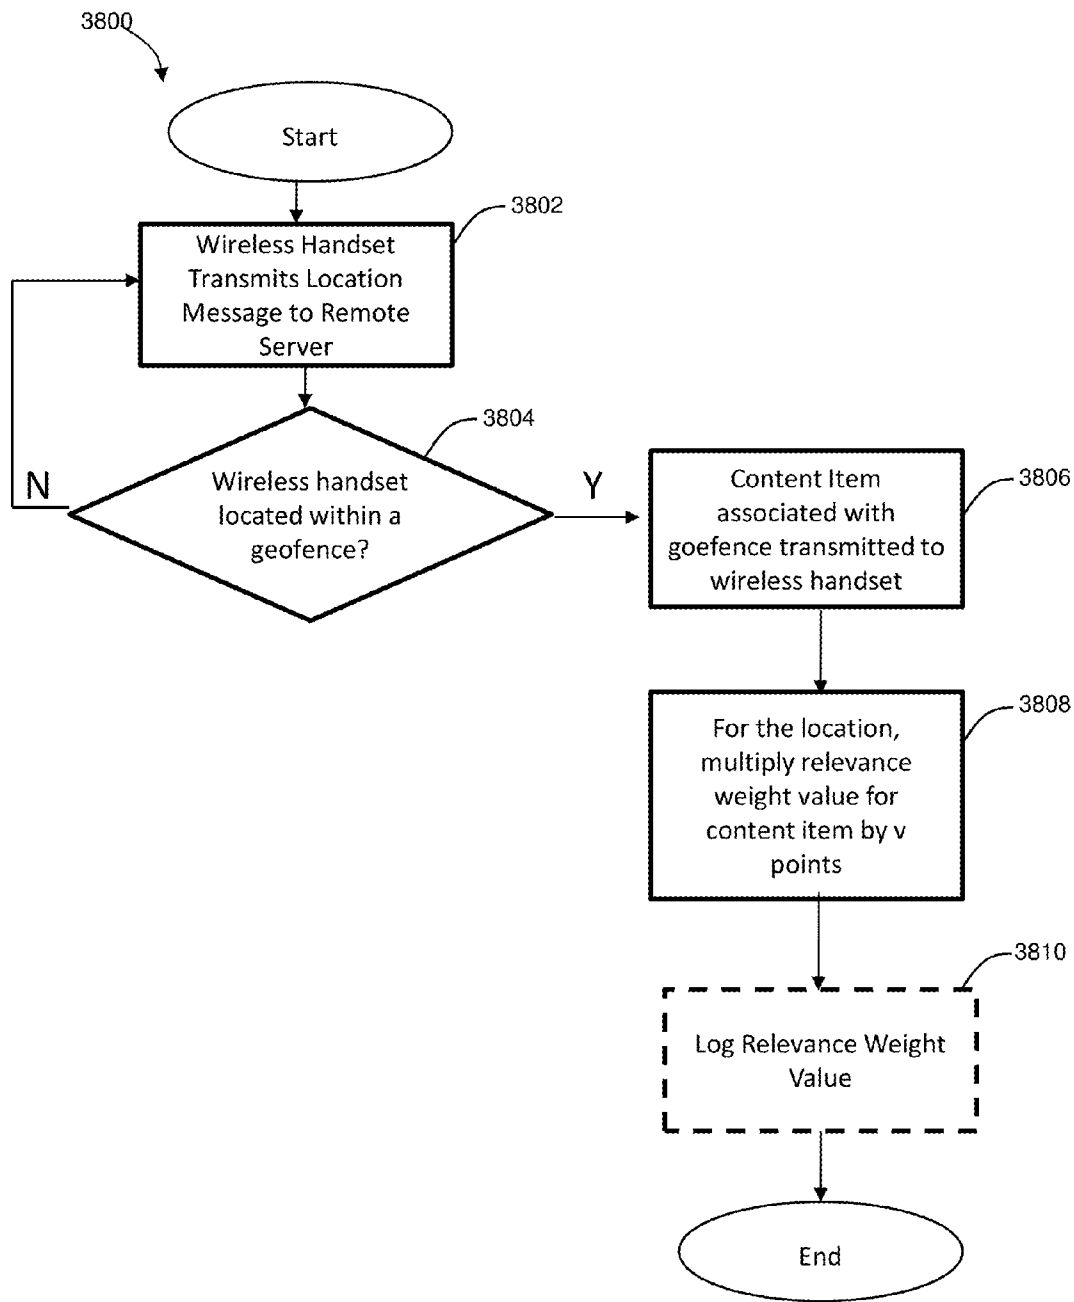 3800
Start
3802
Wireless Handset
Transmits Location
Message to Remote
Server
3804
Wireless handset
located within a
geofence?
N
Y
3806
Content Item
associated with
goefence transmitted to
wireless handset
3808
For the location,
multiply relevance
weight value for
content item by v
points
3810
Log Relevance Weight
Value
End